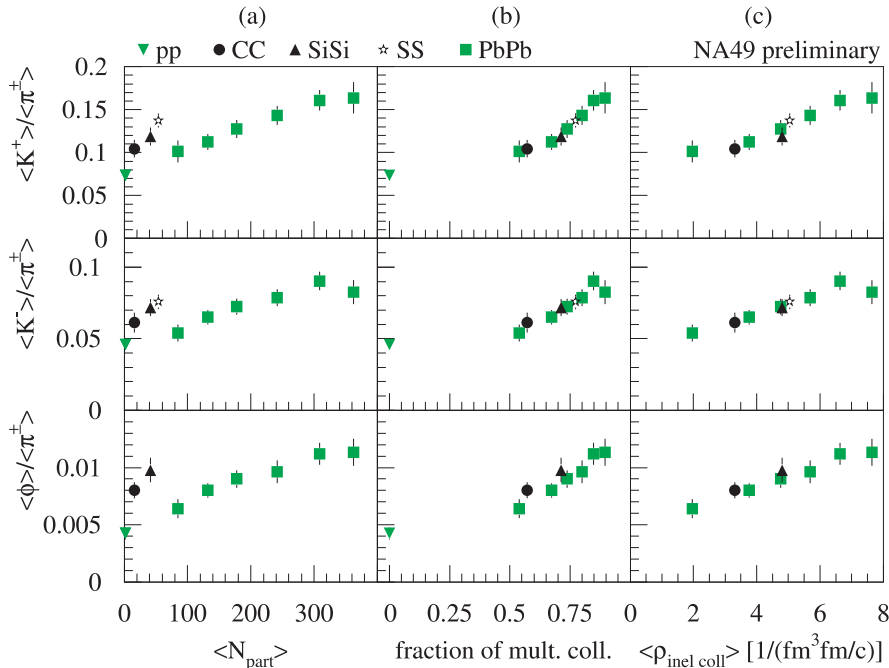 (a) (b) (c)
pp CC SiSi SS PbPb NA49 preliminary
<K⁺>/<π±>
0.2
0.15
0.1
0.05
0
<K⁻>/<π±>
0.1
0.05
0
<ϕ>/<π±>
0.01
0.005
0
0 100 200 300
0 0.25 0.5 0.75
0 2 4 6 8
<N_part>
fraction of mult. coll.
<ρ_inel coll> [1/(fm³fm/c)]